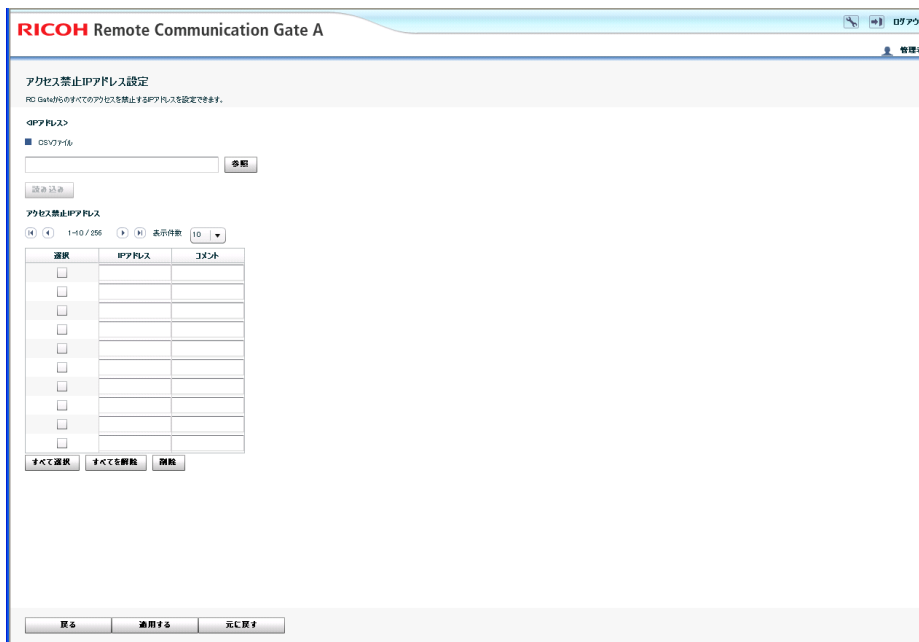 RICOH Remote Communication Gate A
ログアウ
管理者
アクセス禁止IPアドレス設定
RC Gateからのすべてのアクセスを禁止するIPアドレスを設定できます。
<IPアドレス>
CSVファイル
参照
読み込み
アクセス禁止IPアドレス
1-10 / 256 表示件数 10
選択 IPアドレス コメント
すべて選択 すべてを解除 削除
戻る 適用する 元に戻す